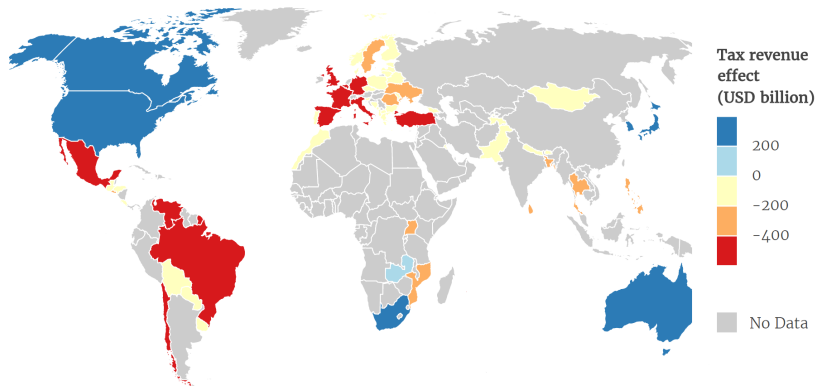 Tax revenue
effect
(USD billion)
200
0
-200
-400
No Data